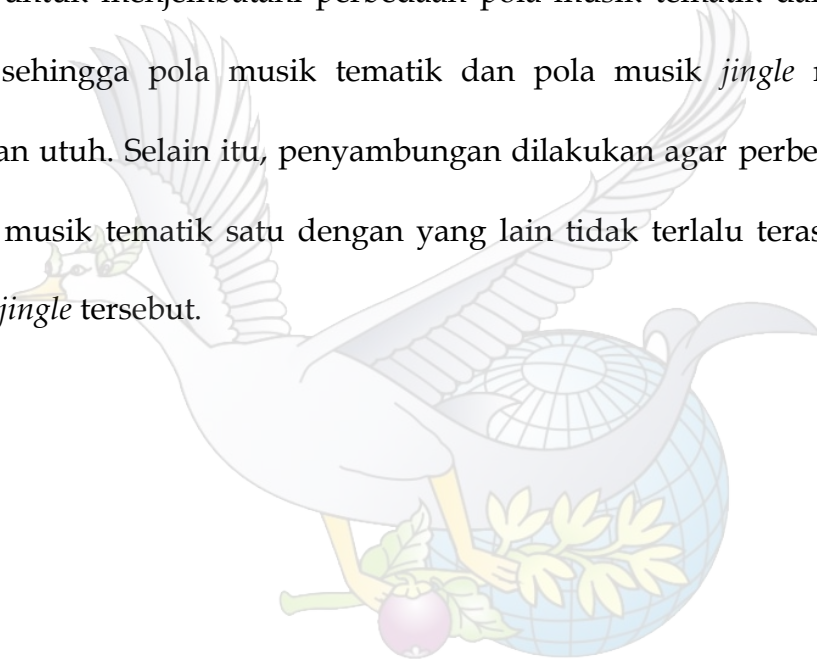 untuk menjembatani perbedaan pola musik tematik
sehingga pola musik tematik dan pola musik jingle
an utuh. Selain itu, penyambungan dilakukan agar perbe
musik tematik satu dengan yang lain tidak terlalu teras
jingle tersebut.